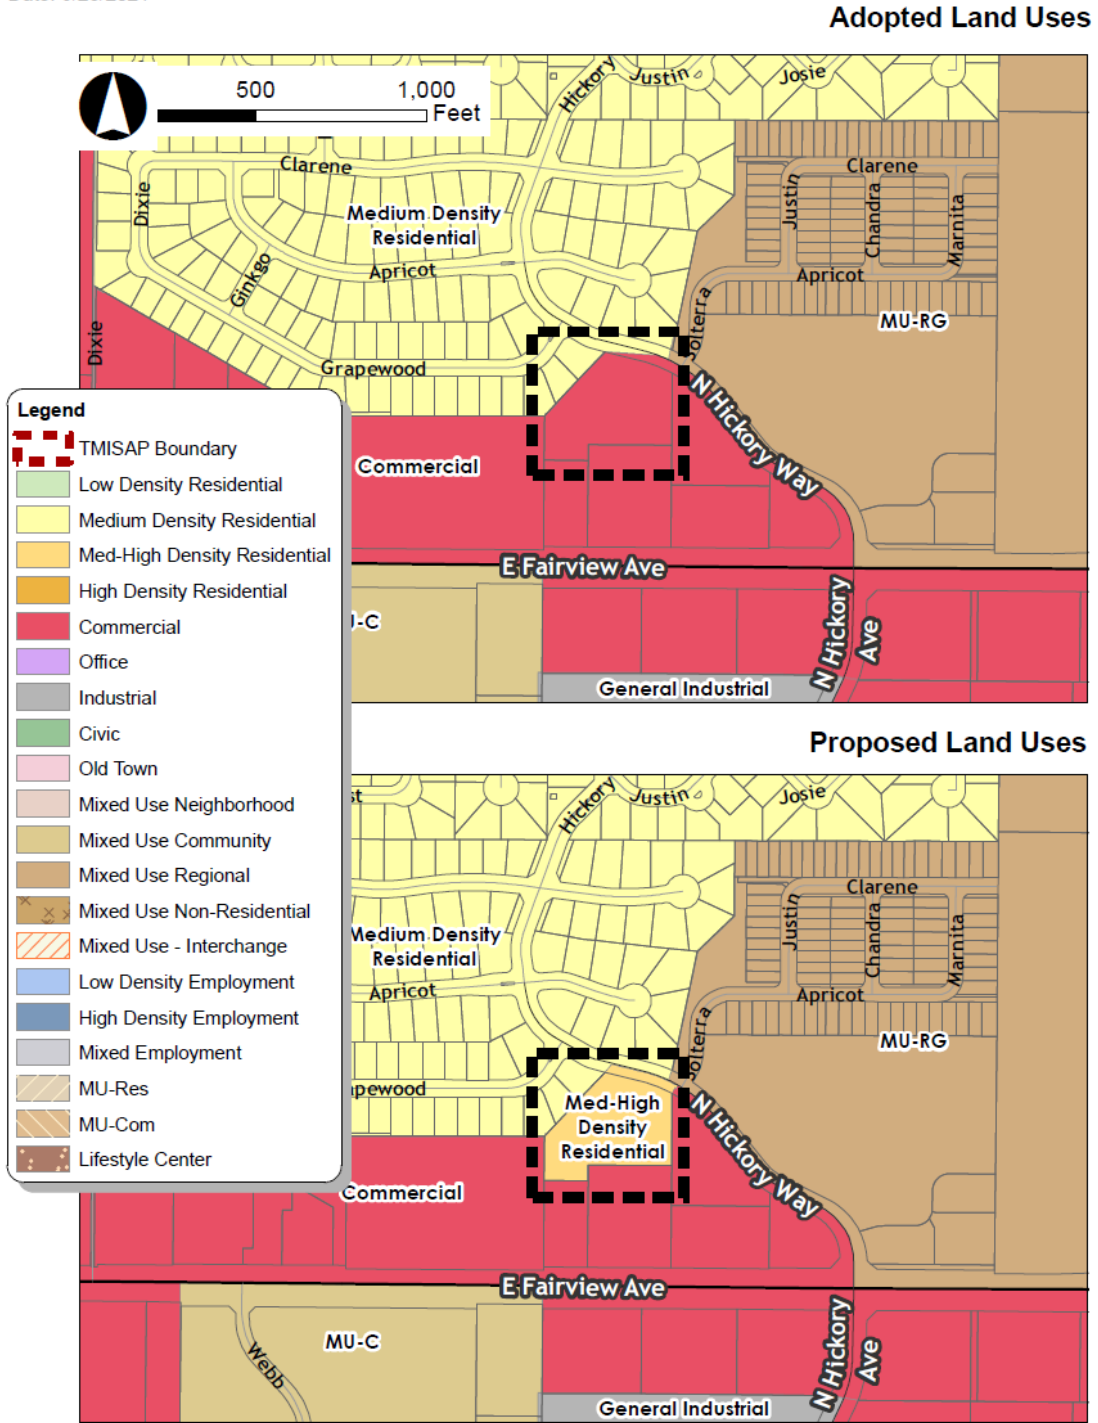 Adopted Land Uses
500
1,000
Feet
Hickory
Justin
Josie
Clarene
Clarene
Dixie
Justin
Chandra
Marnita
Medium Density
Residential
Ginkgo
Apricot
Apricot
Solterra
MU-RG
Dixie
Grapewood
N Hickory Way
Commercial
E Fairview Ave
J-C
N Hickory
Ave
General Industrial
Legend
TMISAP Boundary
Low Density Residential
Medium Density Residential
Med-High Density Residential
High Density Residential
Commercial
Office
Industrial
Civic
Old Town
Mixed Use Neighborhood
Mixed Use Community
Mixed Use Regional
Mixed Use Non-Residential
Mixed Use - Interchange
Low Density Employment
High Density Employment
Mixed Employment
MU-Res
MU-Com
Lifestyle Center
Proposed Land Uses
st
Hickory
Justin
Josie
Clarene
Justin
Chandra
Marnita
Medium Density
Residential
Apricot
Apricot
Solterra
MU-RG
apewood
Med-High
Density
Residential
N Hickory Way
Commercial
E Fairview Ave
MU-C
Webb
N Hickory
Ave
General Industrial